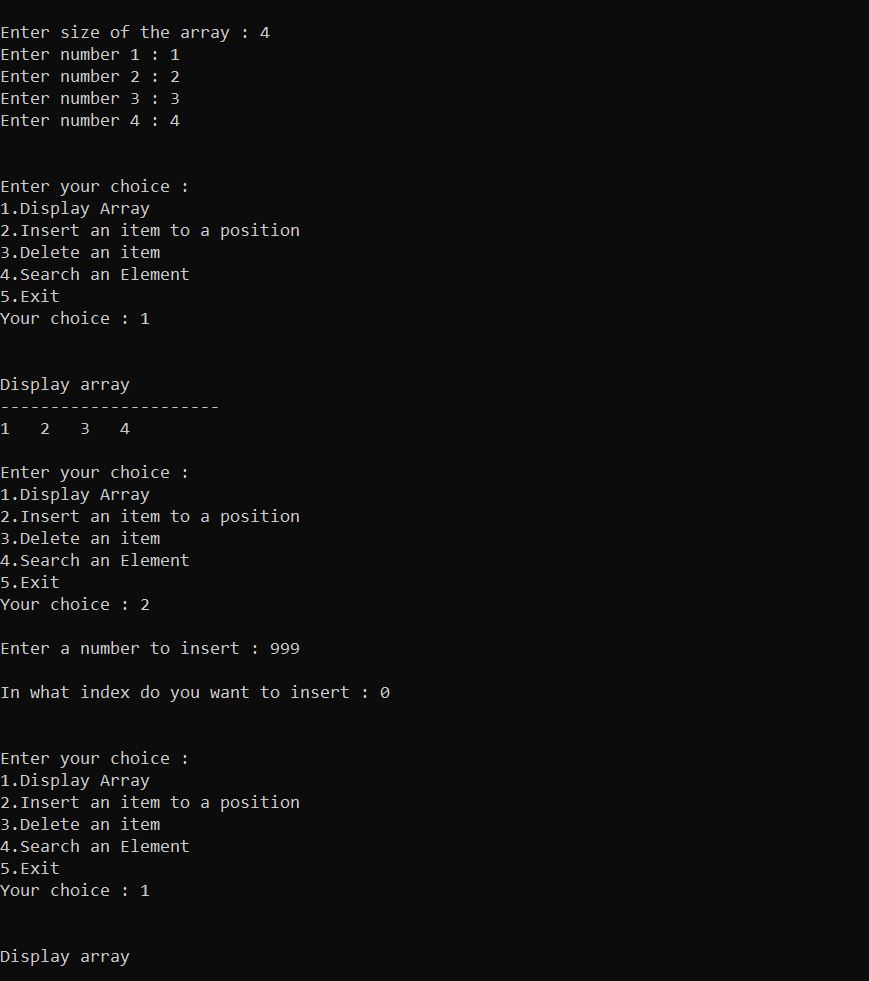 Enter size of the array : 4
Enter number 1 : 1
Enter number 2 : 2
Enter number 3 : 3
Enter number 4 : 4
Enter your choice :
1.Display Array
2.Insert an item to a position
3.Delete an item
4.Search an Element
5.Exit
Your choice : 1
Display array
----------------------
1   2   3   4
Enter your choice :
1.Display Array
2.Insert an item to a position
3.Delete an item
4.Search an Element
5.Exit
Your choice : 2
Enter a number to insert : 999
In what index do you want to insert : 0
Enter your choice :
1.Display Array
2.Insert an item to a position
3.Delete an item
4.Search an Element
5.Exit
Your choice : 1
Display array